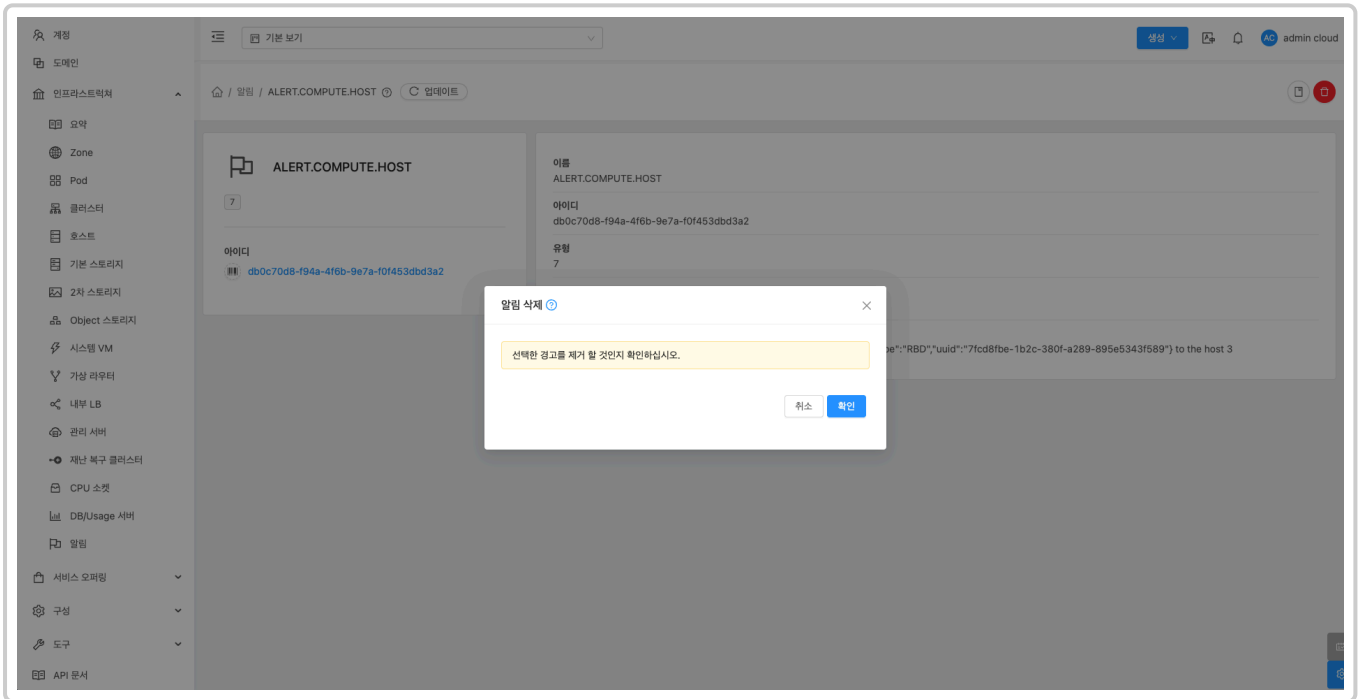 계정
도메인
인프라스트럭쳐
요약
Zone
Pod
클러스터
호스트
기본 스토리지
2차 스토리지
Object 스토리지
시스템 VM
가상 라우터
내부 LB
관리 서버
재난 복구 클러스터
CPU 소켓
DB/Usage 서버
알림
서비스 오퍼링
구성
도구
API 문서
기본 보기
생성
AC admin cloud
/ 알림 / ALERT.COMPUTE.HOST 업데이트
ALERT.COMPUTE.HOST
7
아이디
db0c70d8-f94a-4f6b-9e7a-f0f453dbd3a2
이름
ALERT.COMPUTE.HOST
아이디
db0c70d8-f94a-4f6b-9e7a-f0f453dbd3a2
유형
7
":"RBD","uuid":"7fcd8fbe-1b2c-380f-a289-895e5343f589"} to the host 3
알림 삭제
선택한 경고를 제거 할 것인지 확인하십시오.
취소
확인